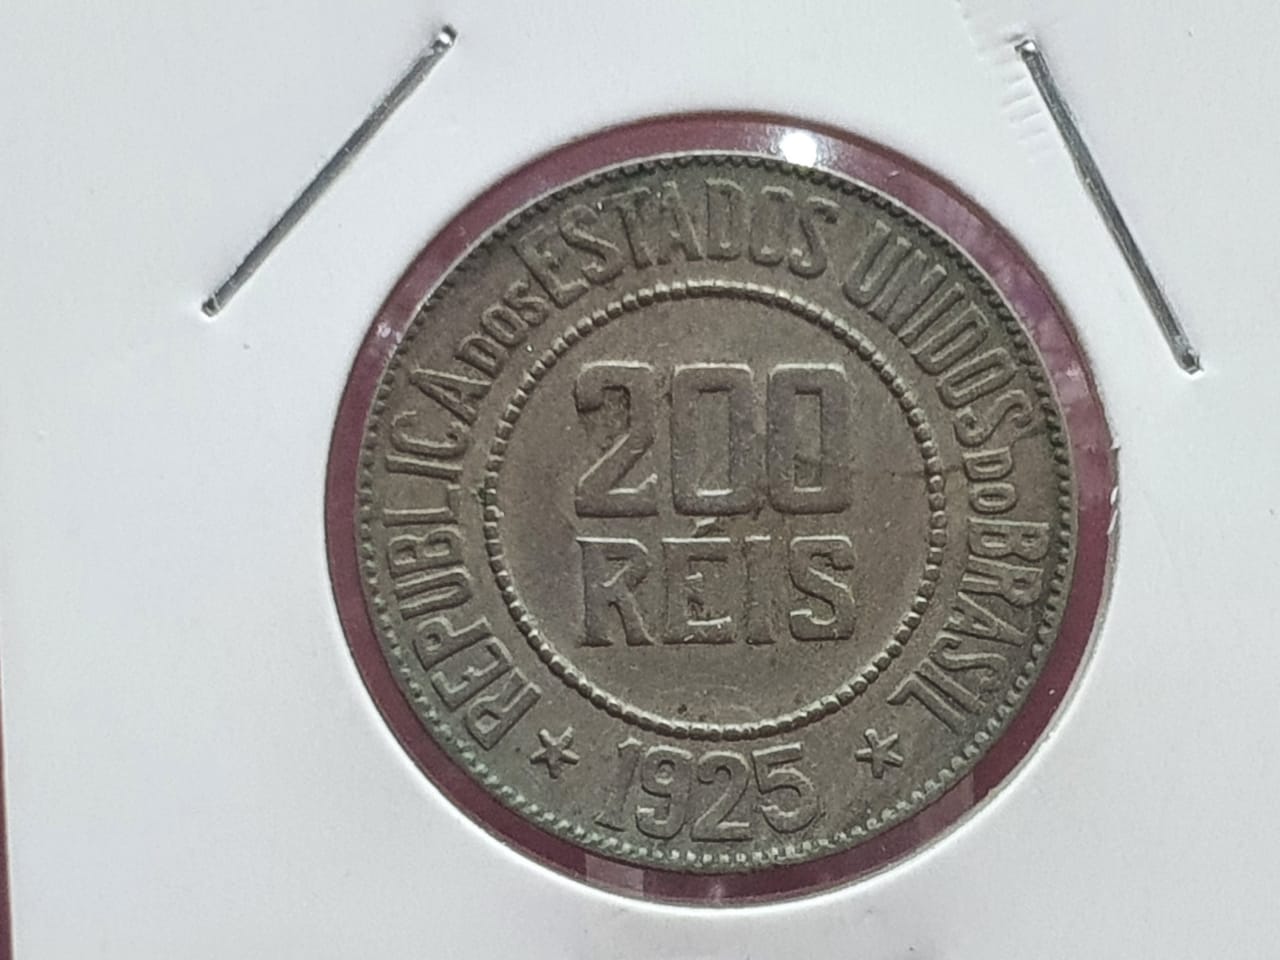 REPUBLICA DOS ESTADOS UNIDOS DO BRASIL
200
RÉIS
★ 1925 ★